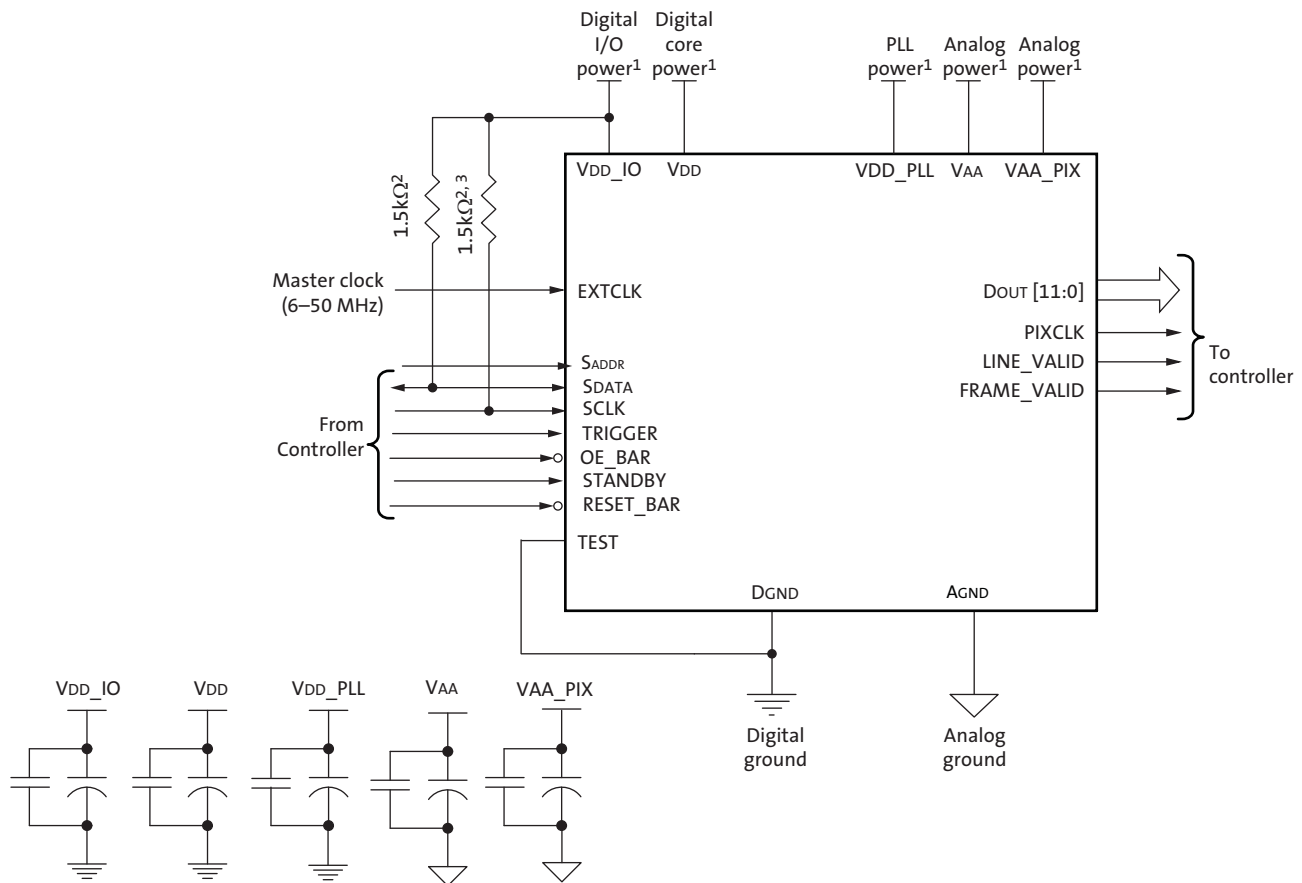 Digital
I/O
power1
Digital
core
power1
PLL
power1
Analog
power1
Analog
power1
VDD_IO
VDD
VDD_PLL
VAA
VAA_PIX
1.5kΩ2
1.5kΩ2, 3
Master clock
(6–50 MHz)
EXTCLK
SADDR
SDATA
SCLK
TRIGGER
OE_BAR
STANDBY
RESET_BAR
TEST
From
Controller
DOUT [11:0]
PIXCLK
LINE_VALID
FRAME_VALID
To
controller
DGND
AGND
Digital
ground
Analog
ground
VDD_IO
VDD
VDD_PLL
VAA
VAA_PIX